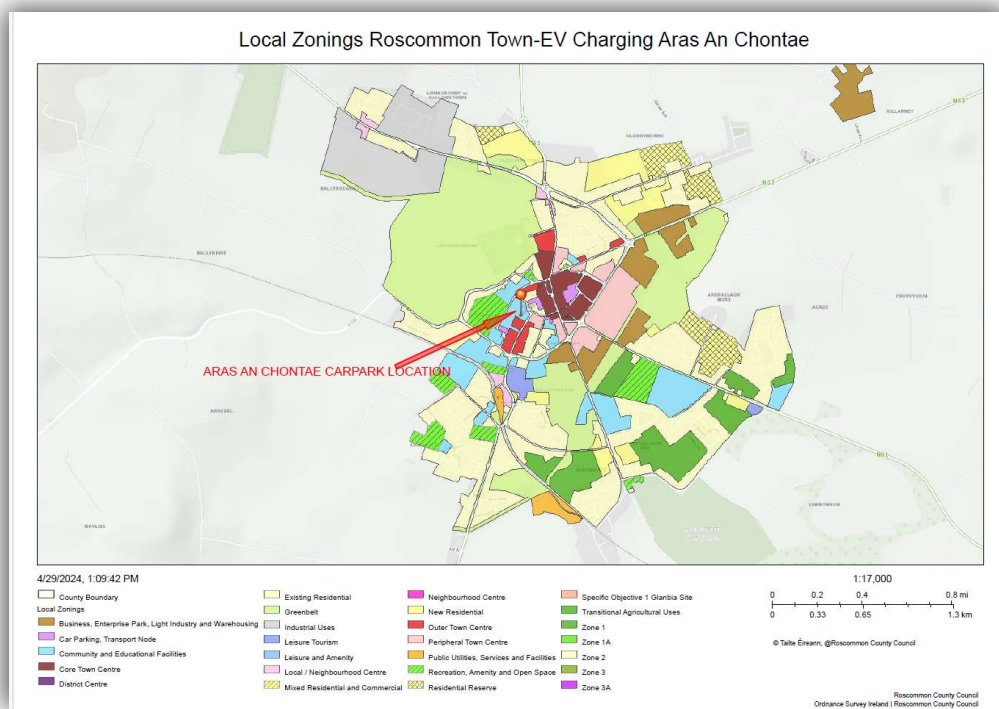 Local Zonings Roscommon Town-EV Charging Aras An Chontae
N61
N63
N63
N61
BALLYBRIDE
ARDNALLAGH
MORE
ACRES
ARDSODEL
ARAS AN CHONTAE CARPARK LOCATION
4/29/2024, 1:09:42 PM
County Boundary
Local Zonings
Business, Enterprise Park, Light Industry and Warehousing
Car Parking, Transport Node
Community and Educational Facilities
Core Town Centre
District Centre
Existing Residential
Greenbelt
Industrial Uses
Leisure Tourism
Leisure and Amenity
Local / Neighbourhood Centre
Mixed Residential and Commercial
Neighbourhood Centre
New Residential
Outer Town Centre
Peripheral Town Centre
Public Utilities, Services and Facilities
Recreation, Amenity and Open Space
Residential Reserve
Specific Objective 1 Glanbia Site
Transitional Agricultural Uses
Zone 1
Zone 1A
Zone 2
Zone 3
Zone 3A
1:17,000
0 0.2 0.4 0.8 mi
0 0.33 0.65 1.3 km
© Tailte Éireann, @Roscommon County Council
Roscommon County Council
Ordnance Survey Ireland | Roscommon County Council